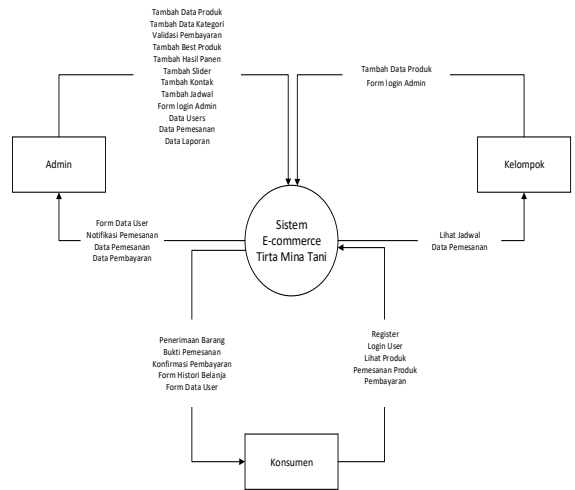 Tambah Data Produk
Tambah Data Kategori
Validasi Pembayaran
Tambah Best Produk
Tambah Hasil Panen
Tambah Slider
Tambah Kontak
Tambah Jadwal
Form login Admin
Data Users
Data Pemesanan
Data Laporan
Tambah Data Produk
Form login Admin
Admin
Kelompok
Sistem
E-commerce
Tirta Mina Tani
Form Data User
Notifikasi Pemesanan
Data Pemesanan
Data Pembayaran
Lihat Jadwal
Data Pemesanan
Penerimaan Barang
Bukti Pemesanan
Konfirmasi Pembayaran
Form Histori Belanja
Form Data User
Register
Login User
Lihat Produk
Pemesanan Produk
Pembayaran
Konsumen